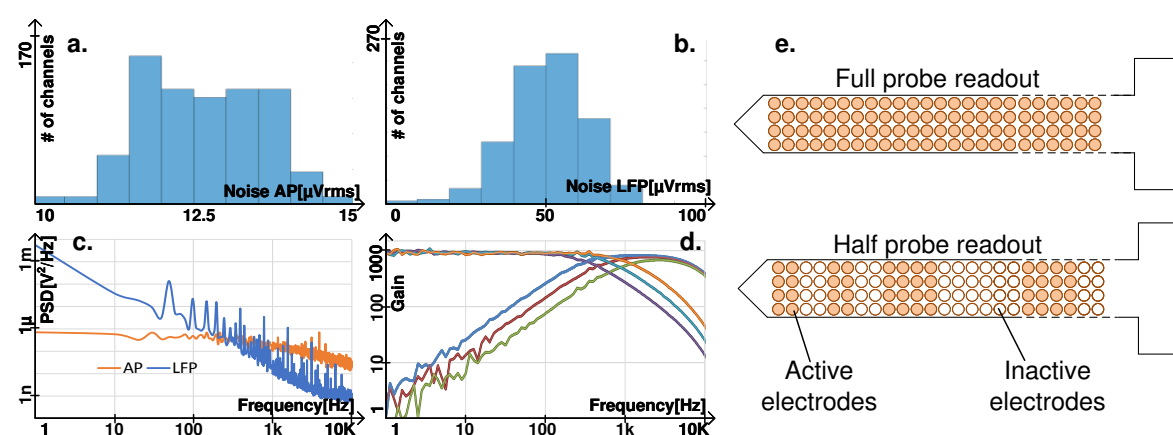 a.
170
# of channels
Noise AP[µVrms]
10
12.5
15
b.
270
# of channels
Noise LFP[µVrms]
0
50
100
c.
PSD[V²/Hz]
1m
1µ
1n
AP
LFP
Frequency[Hz]
1
10
100
1k
10K
d.
Gain
1000
100
10
1
Frequency[Hz]
1
10
100
1k
10K
e.
Full probe readout
Half probe readout
Active
electrodes
Inactive
electrodes